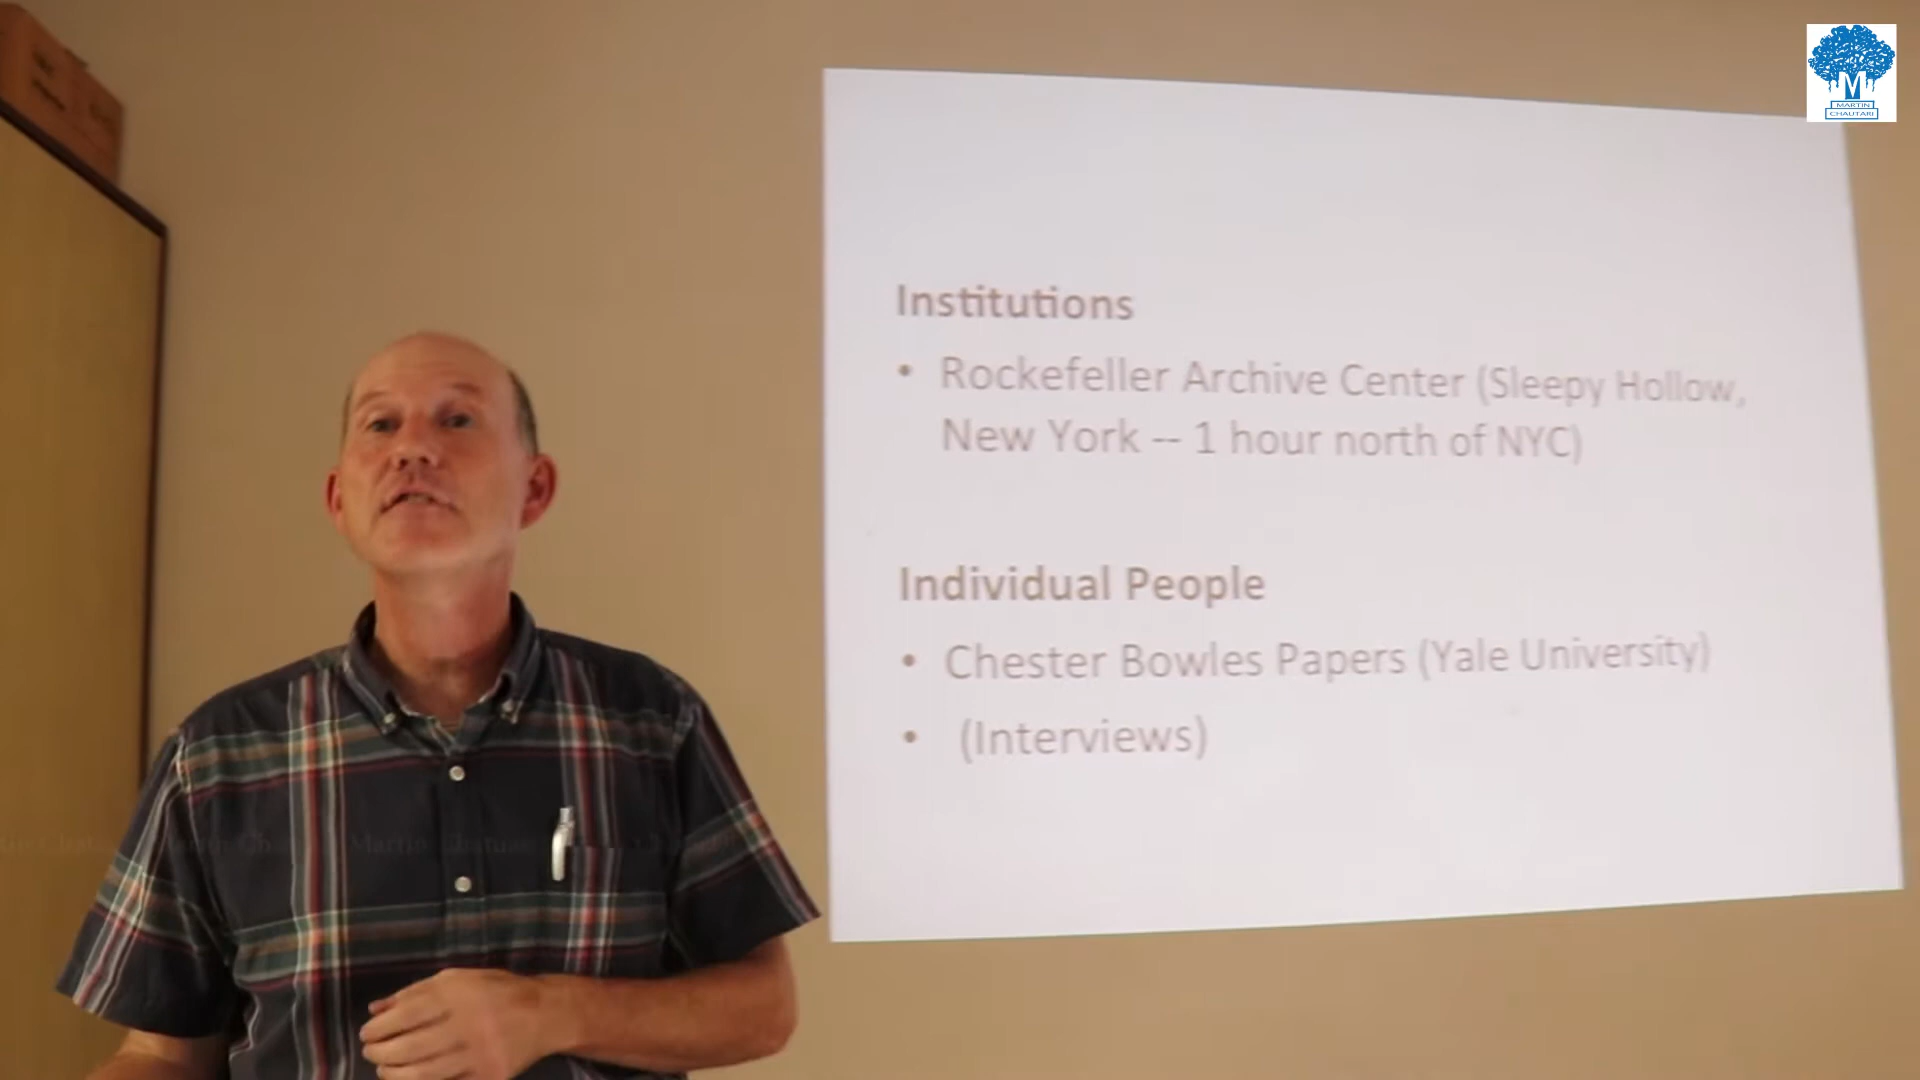 M
MARTIN
CHAUTARI
Institutions
• Rockefeller Archive Center (Sleepy Hollow,
New York -- 1 hour north of NYC)
Individual People
• Chester Bowles Papers (Yale University)
• (Interviews)
Martin